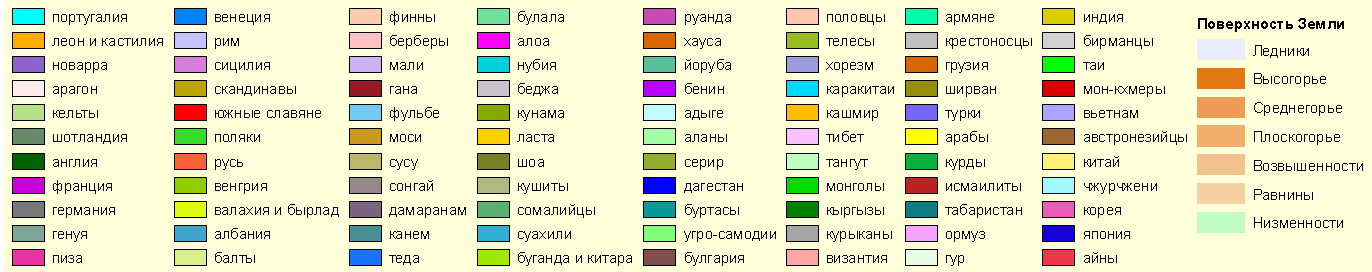 португалия
леон и кастилия
новарра
арагон
кельты
шотландия
англия
франция
германия
генуя
пиза
венеция
рим
сицилия
скандинавы
южные славяне
поляки
русь
венгрия
валахия и бырлад
албания
балты
финны
берберы
мали
гана
фульбе
моси
сусу
сонгай
дамаранам
канем
теда
булала
алоа
нубия
беджа
кунама
ласта
шоа
кушиты
сомалийцы
суахили
буганда и китара
руанда
хауса
йоруба
бенин
адыге
аланы
серир
дагестан
буртасы
угро-самодии
булгария
половцы
телесы
хорезм
каракитаи
кашмир
тибет
тангут
монголы
кыргызы
курыканы
византия
армяне
крестоносцы
грузия
ширван
турки
арабы
курды
исмаилиты
табаристан
ормуз
гур
индия
бирманцы
таи
мон-кхмеры
вьетнам
австронезийцы
китай
чжурчжени
корея
япония
айны
Поверхность Земли
Ледники
Высогорье
Среднегорье
Плоскогорье
Возвышенности
Равнины
Низменности